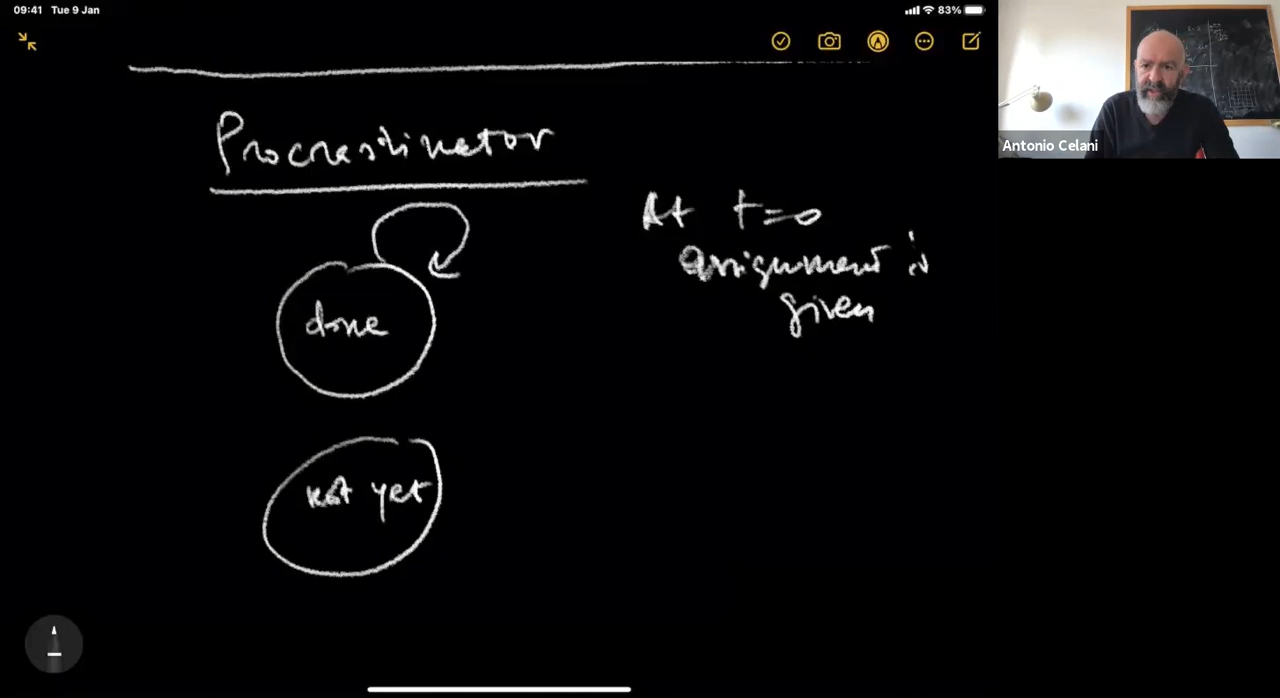 09:41 Tue 9 Jan
83%
Antonio Celani
Procrastinator
At t=0
assignment is
given
done
not yet